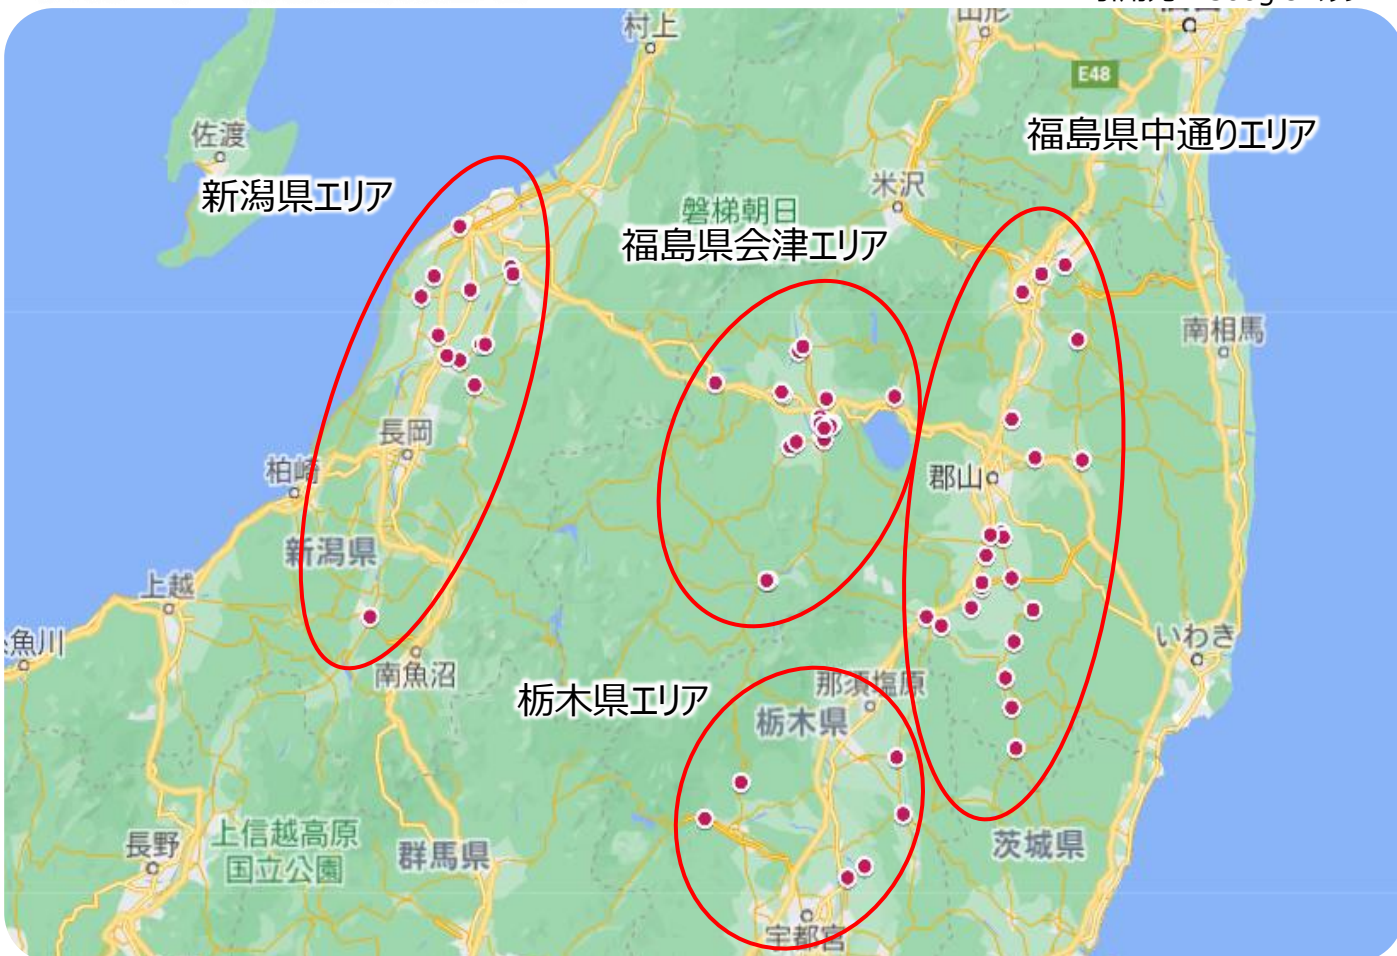 村上
山形
E48
佐渡
福島県中通りエリア
新潟県エリア
米沢
磐梯朝日
福島県会津エリア
南相馬
長岡
柏崎
郡山
新潟県
上越
魚川
いわき
南魚沼
栃木県エリア
那須塩原
栃木県
上信越高原
国立公園
長野
群馬県
茨城県
宇都宮